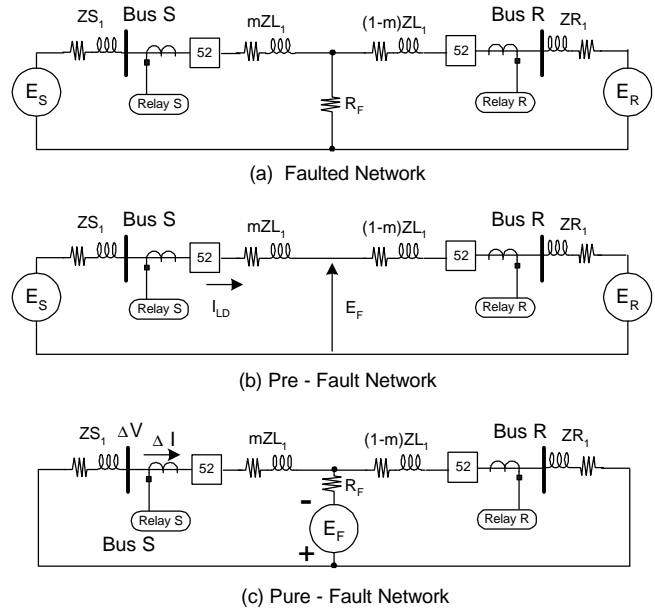 ZS1 Bus S mZL1 (1-m)ZL1 Bus R ZR1
52 52
ES Relay S RF Relay R ER
(a) Faulted Network
ZS1 Bus S mZL1 (1-m)ZL1 Bus R ZR1
52 52
ES Relay S ILD EF Relay R ER
(b) Pre - Fault Network
ZS1 ΔV ΔI mZL1 (1-m)ZL1 Bus R ZR1
52 52
Relay S RF Relay R
-
Bus S EF
+
(c) Pure - Fault Network